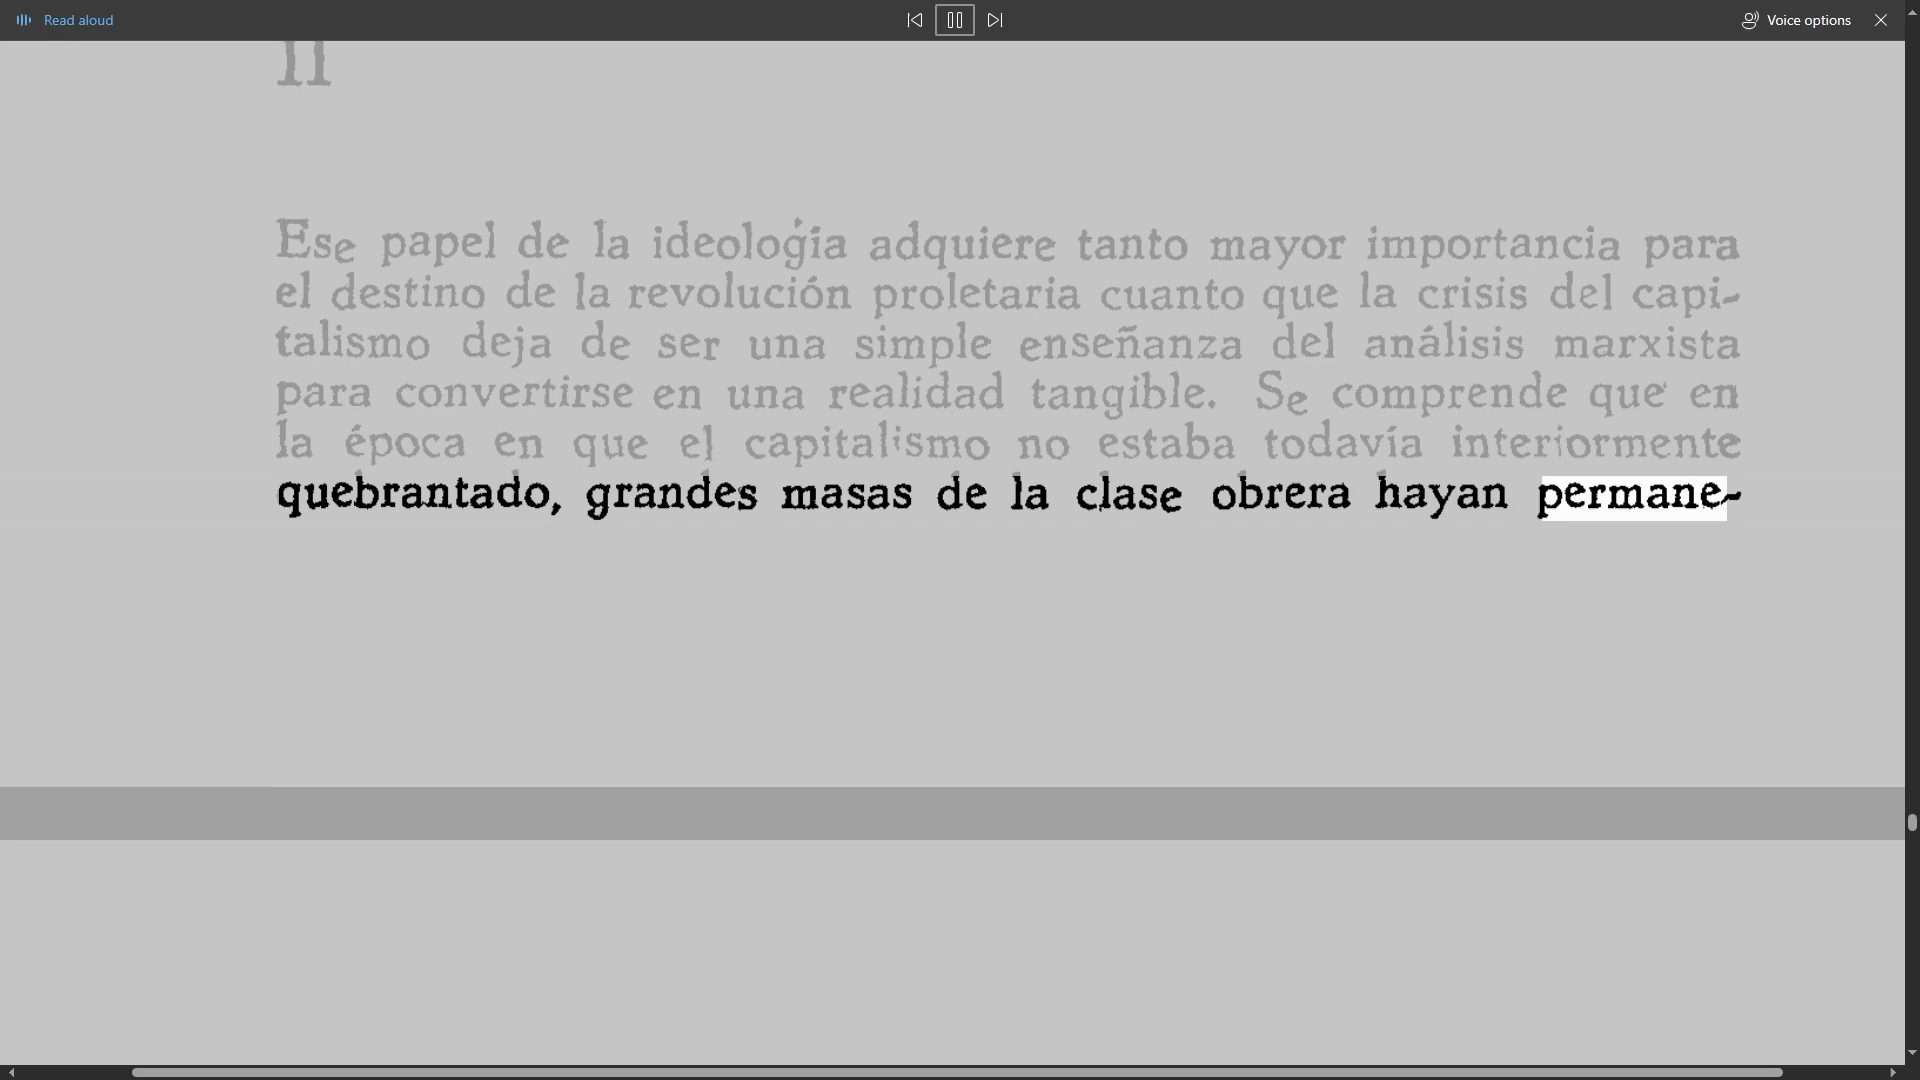 Read aloud
Voice options
II
Ese papel de la ideología adquiere tanto mayor importancia para
el destino de la revolución proletaria cuanto que la crisis del capi-
talismo deja de ser una simple enseñanza del análisis marxista
para convertirse en una realidad tangible. Se comprende que en
la época en que el capitalismo no estaba todavía interiormente
quebrantado, grandes masas de la clase obrera hayan permane-